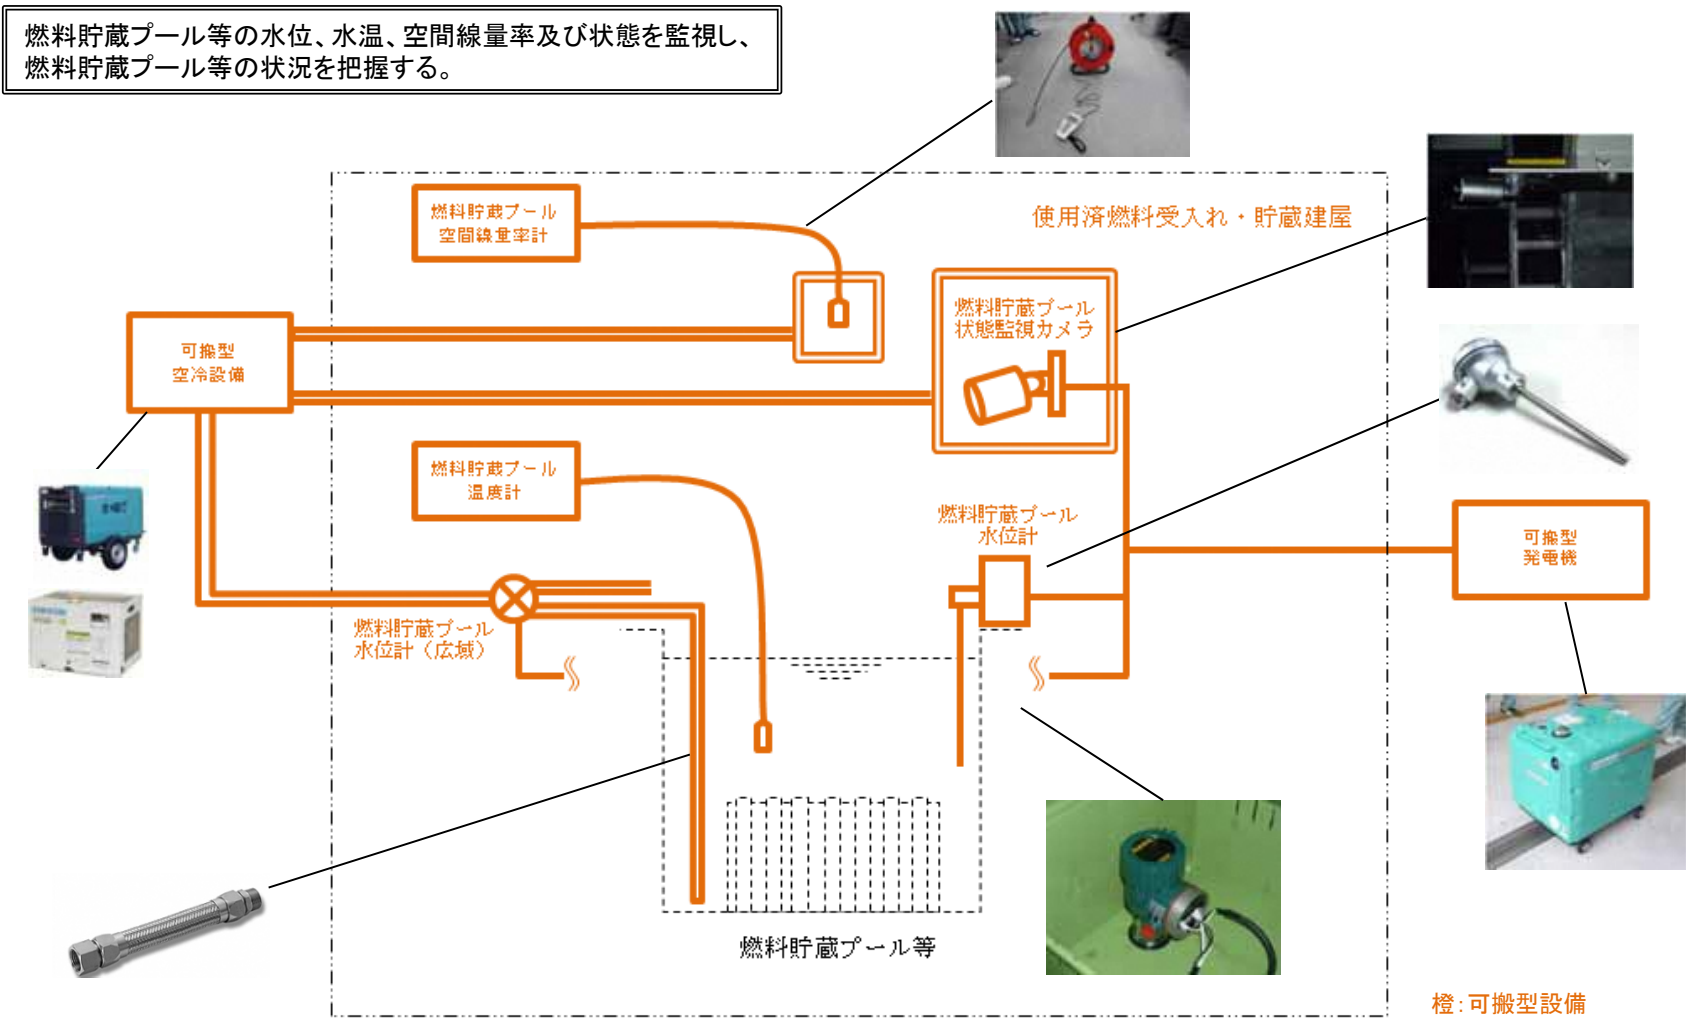 燃料貯蔵プール等の水位、水温、空間線量率及び状態を監視し、
燃料貯蔵プール等の状況を把握する。
使用済燃料受入れ・貯蔵建屋
燃料貯蔵プール
空間線量率計
燃料貯蔵プール
状態監視カメラ
可搬型
空冷設備
燃料貯蔵プール
温度計
燃料貯蔵プール
水位計
可搬型
発電機
燃料貯蔵プール
水位計（広域）
燃料貯蔵プール等
橙:可搬型設備